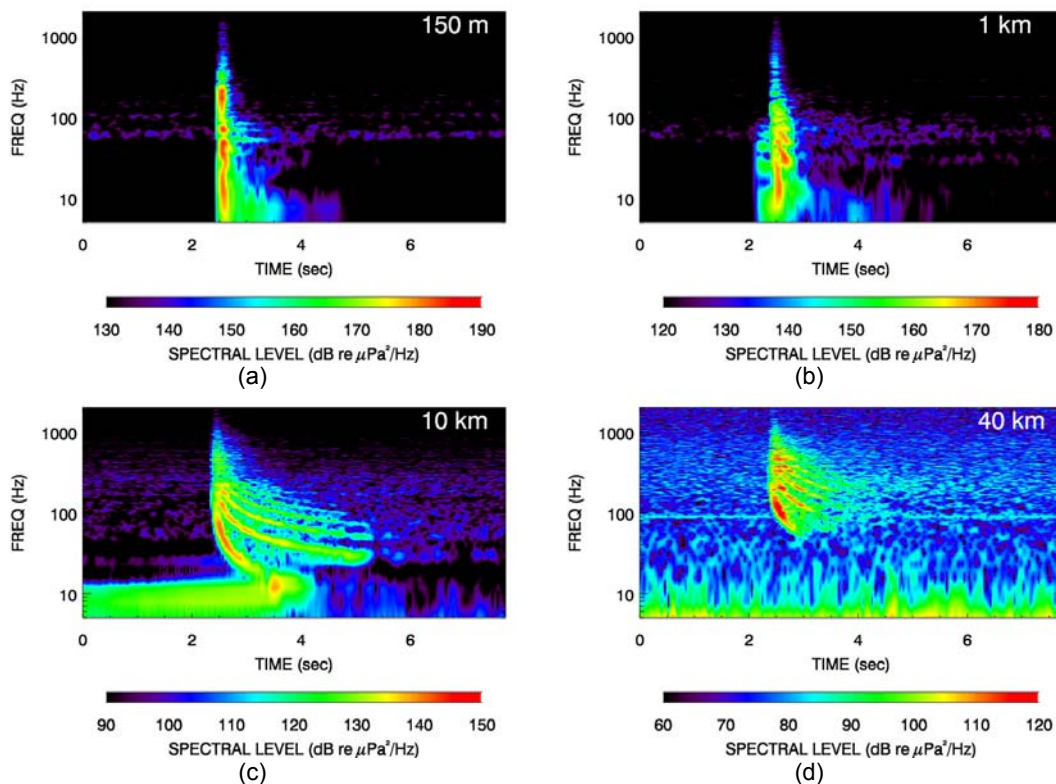 150 m
FREQ (Hz)
1000
100
10
0 2 4 6
TIME (sec)
130 140 150 160 170 180 190
SPECTRAL LEVEL (dB re μPa²/Hz)
(a)
1 km
FREQ (Hz)
1000
100
10
0 2 4 6
TIME (sec)
120 130 140 150 160 170 180
SPECTRAL LEVEL (dB re μPa²/Hz)
(b)
10 km
FREQ (Hz)
1000
100
10
0 2 4 6
TIME (sec)
90 100 110 120 130 140 150
SPECTRAL LEVEL (dB re μPa²/Hz)
(c)
40 km
FREQ (Hz)
1000
100
10
0 2 4 6
TIME (sec)
60 70 80 90 100 110 120
SPECTRAL LEVEL (dB re μPa²/Hz)
(d)